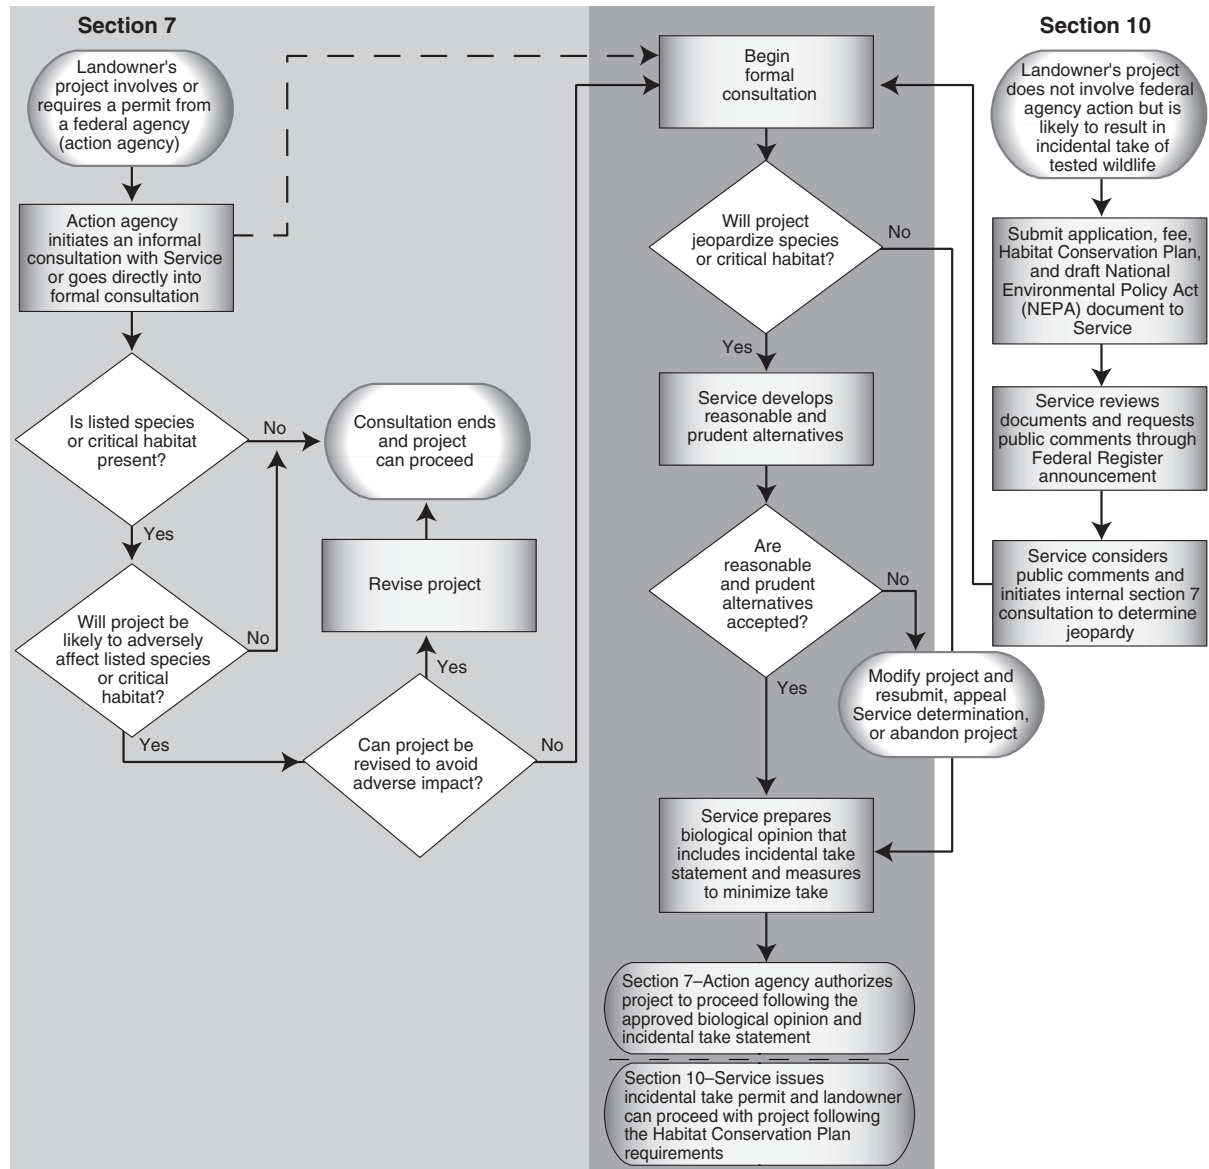 Section 7
Landowner's
project involves or
requires a permit from
a federal agency
(action agency)
Action agency
initiates an informal
consultation with Service
or goes directly into
formal consultation
Is listed species
or critical habitat
present?
No
Yes
Will project be
likely to adversely
affect listed species
or critical
habitat?
No
Yes
Consultation ends
and project
can proceed
Revise project
Yes
Can project be
revised to avoid
adverse impact?
No
Begin
formal
consultation
Will project
jeopardize species
or critical habitat?
No
Yes
Service develops
reasonable and
prudent alternatives
Are
reasonable
and prudent
alternatives
accepted?
No
Yes
Modify project and
resubmit, appeal
Service determination,
or abandon project
Service prepares
biological opinion that
includes incidental take
statement and measures
to minimize take
Section 7–Action agency authorizes
project to proceed following the
approved biological opinion and
incidental take statement
Section 10–Service issues
incidental take permit and landowner
can proceed with project following
the Habitat Conservation Plan
requirements
Section 10
Landowner's project
does not involve federal
agency action but is
likely to result in
incidental take of
tested wildlife
Submit application, fee,
Habitat Conservation Plan,
and draft National
Environmental Policy Act
(NEPA) document to
Service
Service reviews
documents and requests
public comments through
Federal Register
announcement
Service considers
public comments and
initiates internal section 7
consultation to determine
jeopardy